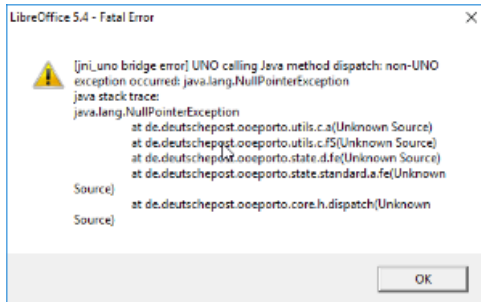 LibreOffice 5.4 - Fatal Error
[jni_uno bridge error] UNO calling Java method dispatch: non-UNO
exception occurred: java.lang.NullPointerException
java stack trace:
java.lang.NullPointerException
at de.deutschepost.ooeporto.utils.c.a(Unknown Source)
at de.deutschepost.ooeporto.utils.c.fS(Unknown Source)
at de.deutschepost.ooeporto.state.d.fe(Unknown Source)
at de.deutschepost.ooeporto.state.standard.a.fe(Unknown
Source)
at de.deutschepost.ooeporto.core.h.dispatch(Unknown
Source)
OK